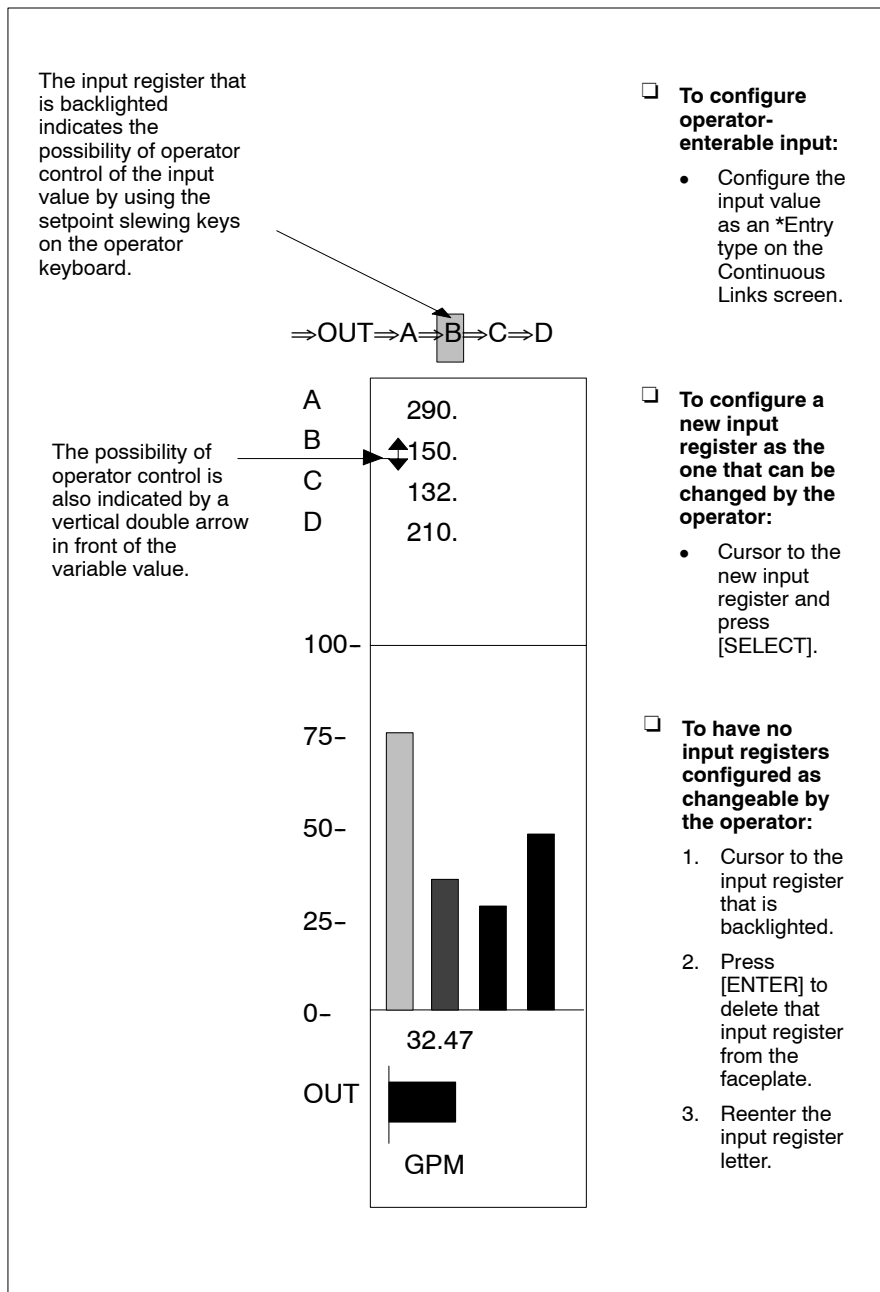 The input register that
is backlighted
indicates the
possibility of operator
control of the input
value by using the
setpoint slewing keys
on the operator
keyboard.
⇒OUT⇒A⇒B⇒C⇒D
A 290.
B 150.
C 132.
D 210.
The possibility of
operator control is
also indicated by a
vertical double arrow
in front of the
variable value.
100-
75-
50-
25-
0-
32.47
OUT
GPM
❏ To configure
operator-
enterable input:
• Configure the
input value
as an *Entry
type on the
Continuous
Links screen.
❏ To configure a
new input
register as the
one that can be
changed by the
operator:
• Cursor to the
new input
register and
press
[SELECT].
❏ To have no
input registers
configured as
changeable by
the operator:
1. Cursor to the
input register
that is
backlighted.
2. Press
[ENTER] to
delete that
input register
from the
faceplate.
3. Reenter the
input register
letter.